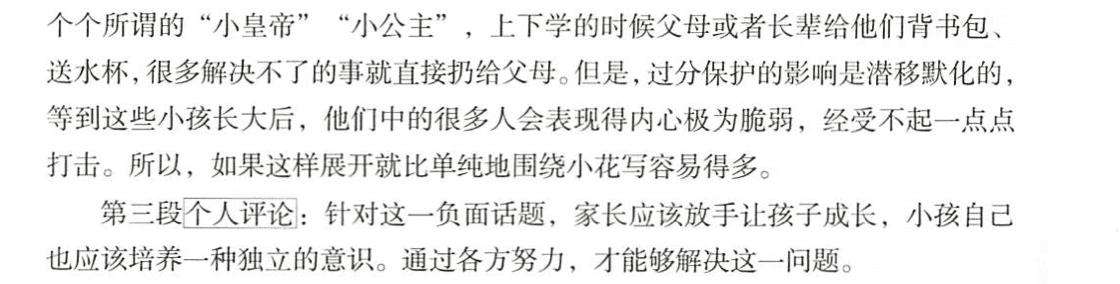 个个所谓的“小皇帝”“小公主”，上下学的时候父母或者长辈给他们背书包、
送水杯，很多解决不了的事就直接扔给父母。但是，过分保护的影响是潜移默化的，
等到这些小孩长大后，他们中的很多人会表现得内心极为脆弱，经受不起一点点
打击。所以，如果这样展开就比单纯地围绕小花写容易得多。
第三段个人评论：针对这一负面话题，家长应该放手让孩子成长，小孩自己
也应该培养一种独立的意识。通过各方努力，才能够解决这一问题。